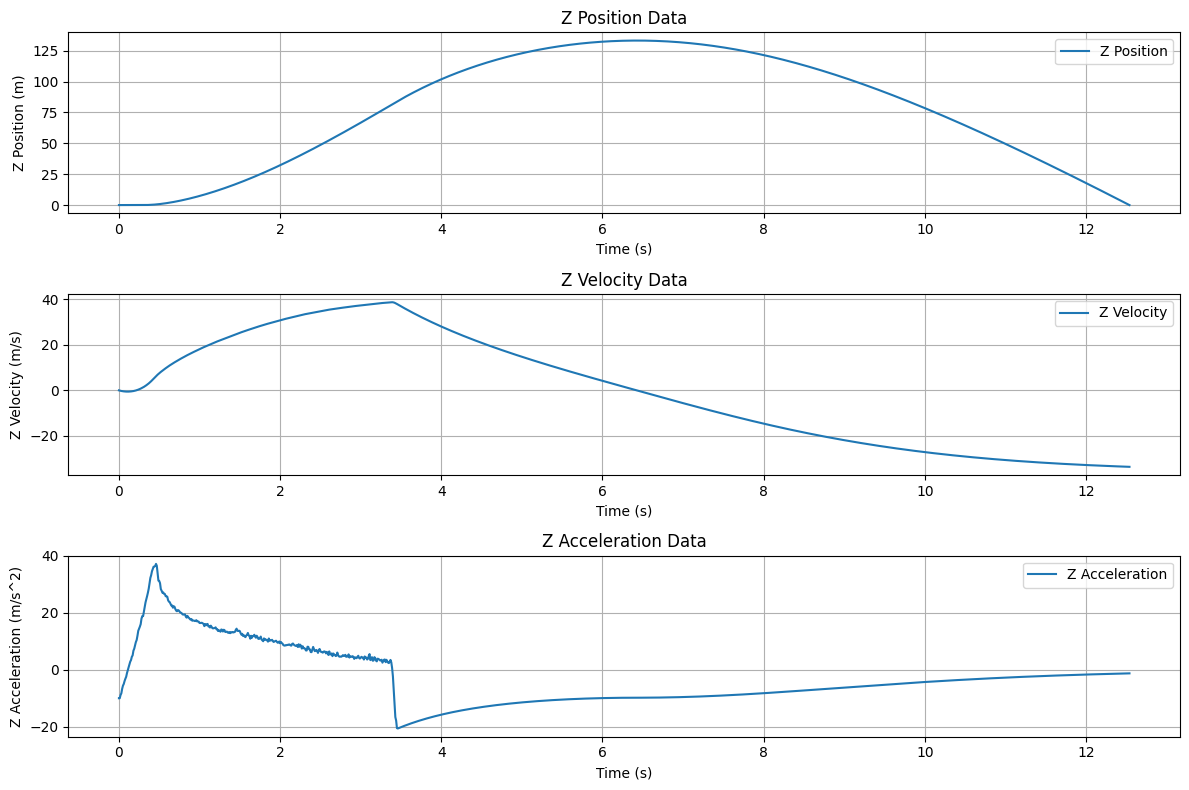 Z Position Data
Z Position (m)
125
100
75
50
25
0
Z Position
0 2 4 6 8 10 12
Time (s)
Z Velocity Data
Z Velocity (m/s)
40
20
0
−20
Z Velocity
0 2 4 6 8 10 12
Time (s)
Z Acceleration Data
Z Acceleration (m/s^2)
40
20
0
−20
Z Acceleration
0 2 4 6 8 10 12
Time (s)